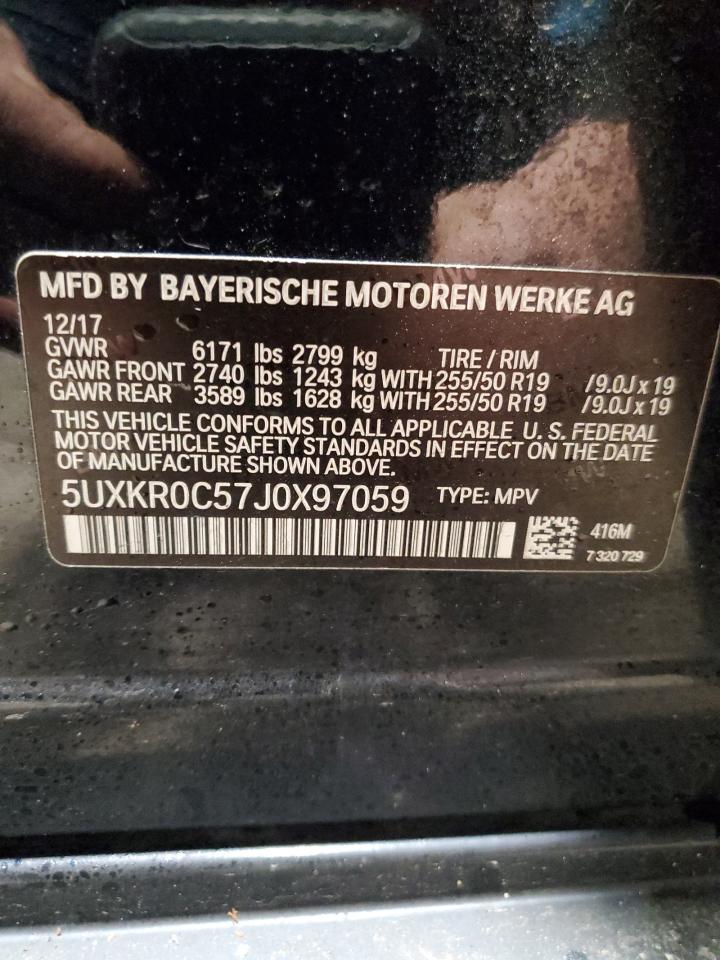 MFD BY BAYERISCHE MOTOREN WERKE AG
12/17
GVWR 6171 lbs 2799 kg TIRE / RIM
GAWR FRONT 2740 lbs 1243 kg WITH 255/50 R19 /9.0J x 19
GAWR REAR 3589 lbs 1628 kg WITH 255/50 R19 /9.0J x 19
THIS VEHICLE CONFORMS TO ALL APPLICABLE U. S. FEDERAL
MOTOR VEHICLE SAFETY STANDARDS IN EFFECT ON THE DATE
OF MANUFACTURE SHOWN ABOVE.
5UXKR0C57J0X97059 TYPE: MPV
416M
7 320 729